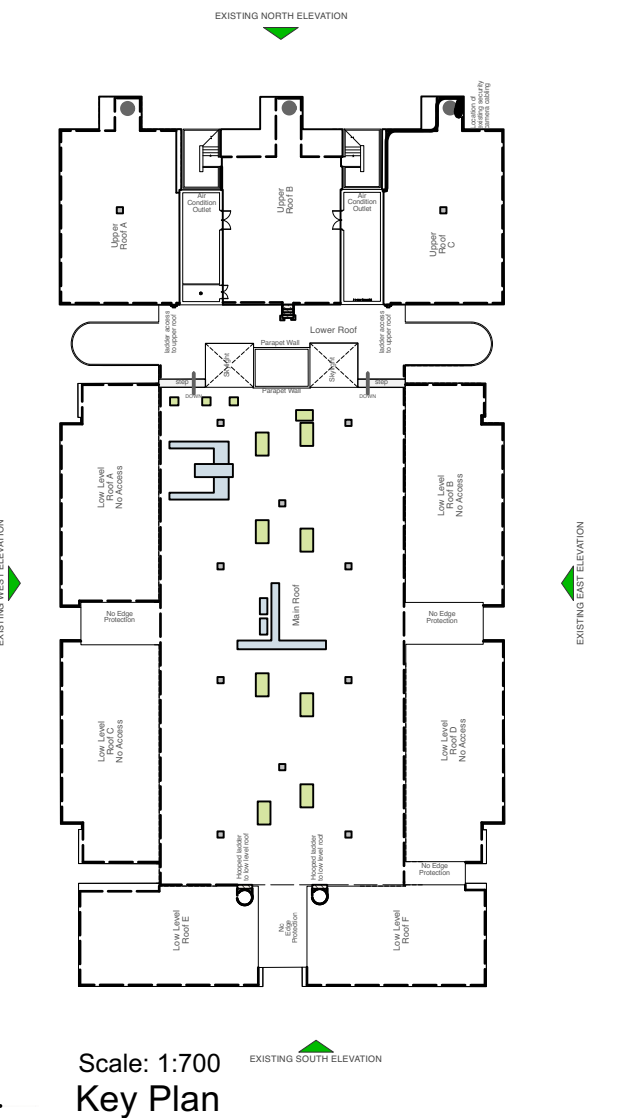 EXISTING NORTH ELEVATION
Location of
existing security
camera cabling
Upper
Roof A
Air
Condition
Outlet
Upper
Roof B
Air
Condition
Outlet
Upper
Roof
C
ladder access
to upper roof
Lower Roof
ladder access
to upper roof
Parapet Wall
Skylight
Skylight
step
Parapet Wall
step
DOWN
DOWN
Low Level
Roof A
No Access
Low Level
Roof B
No Access
EXISTING WEST ELEVATION
EXISTING EAST ELEVATION
No Edge
Protection
Main Roof
No Edge
Protection
Low Level
Roof C
No Access
Low Level
Roof D
No Access
Hooped ladder
to low level roof
Hooped ladder
to low level roof
No Edge
Protection
Low Level
Roof E
No
Edge
Protection
Low Level
Roof F
Scale: 1:700
EXISTING SOUTH ELEVATION
Key Plan